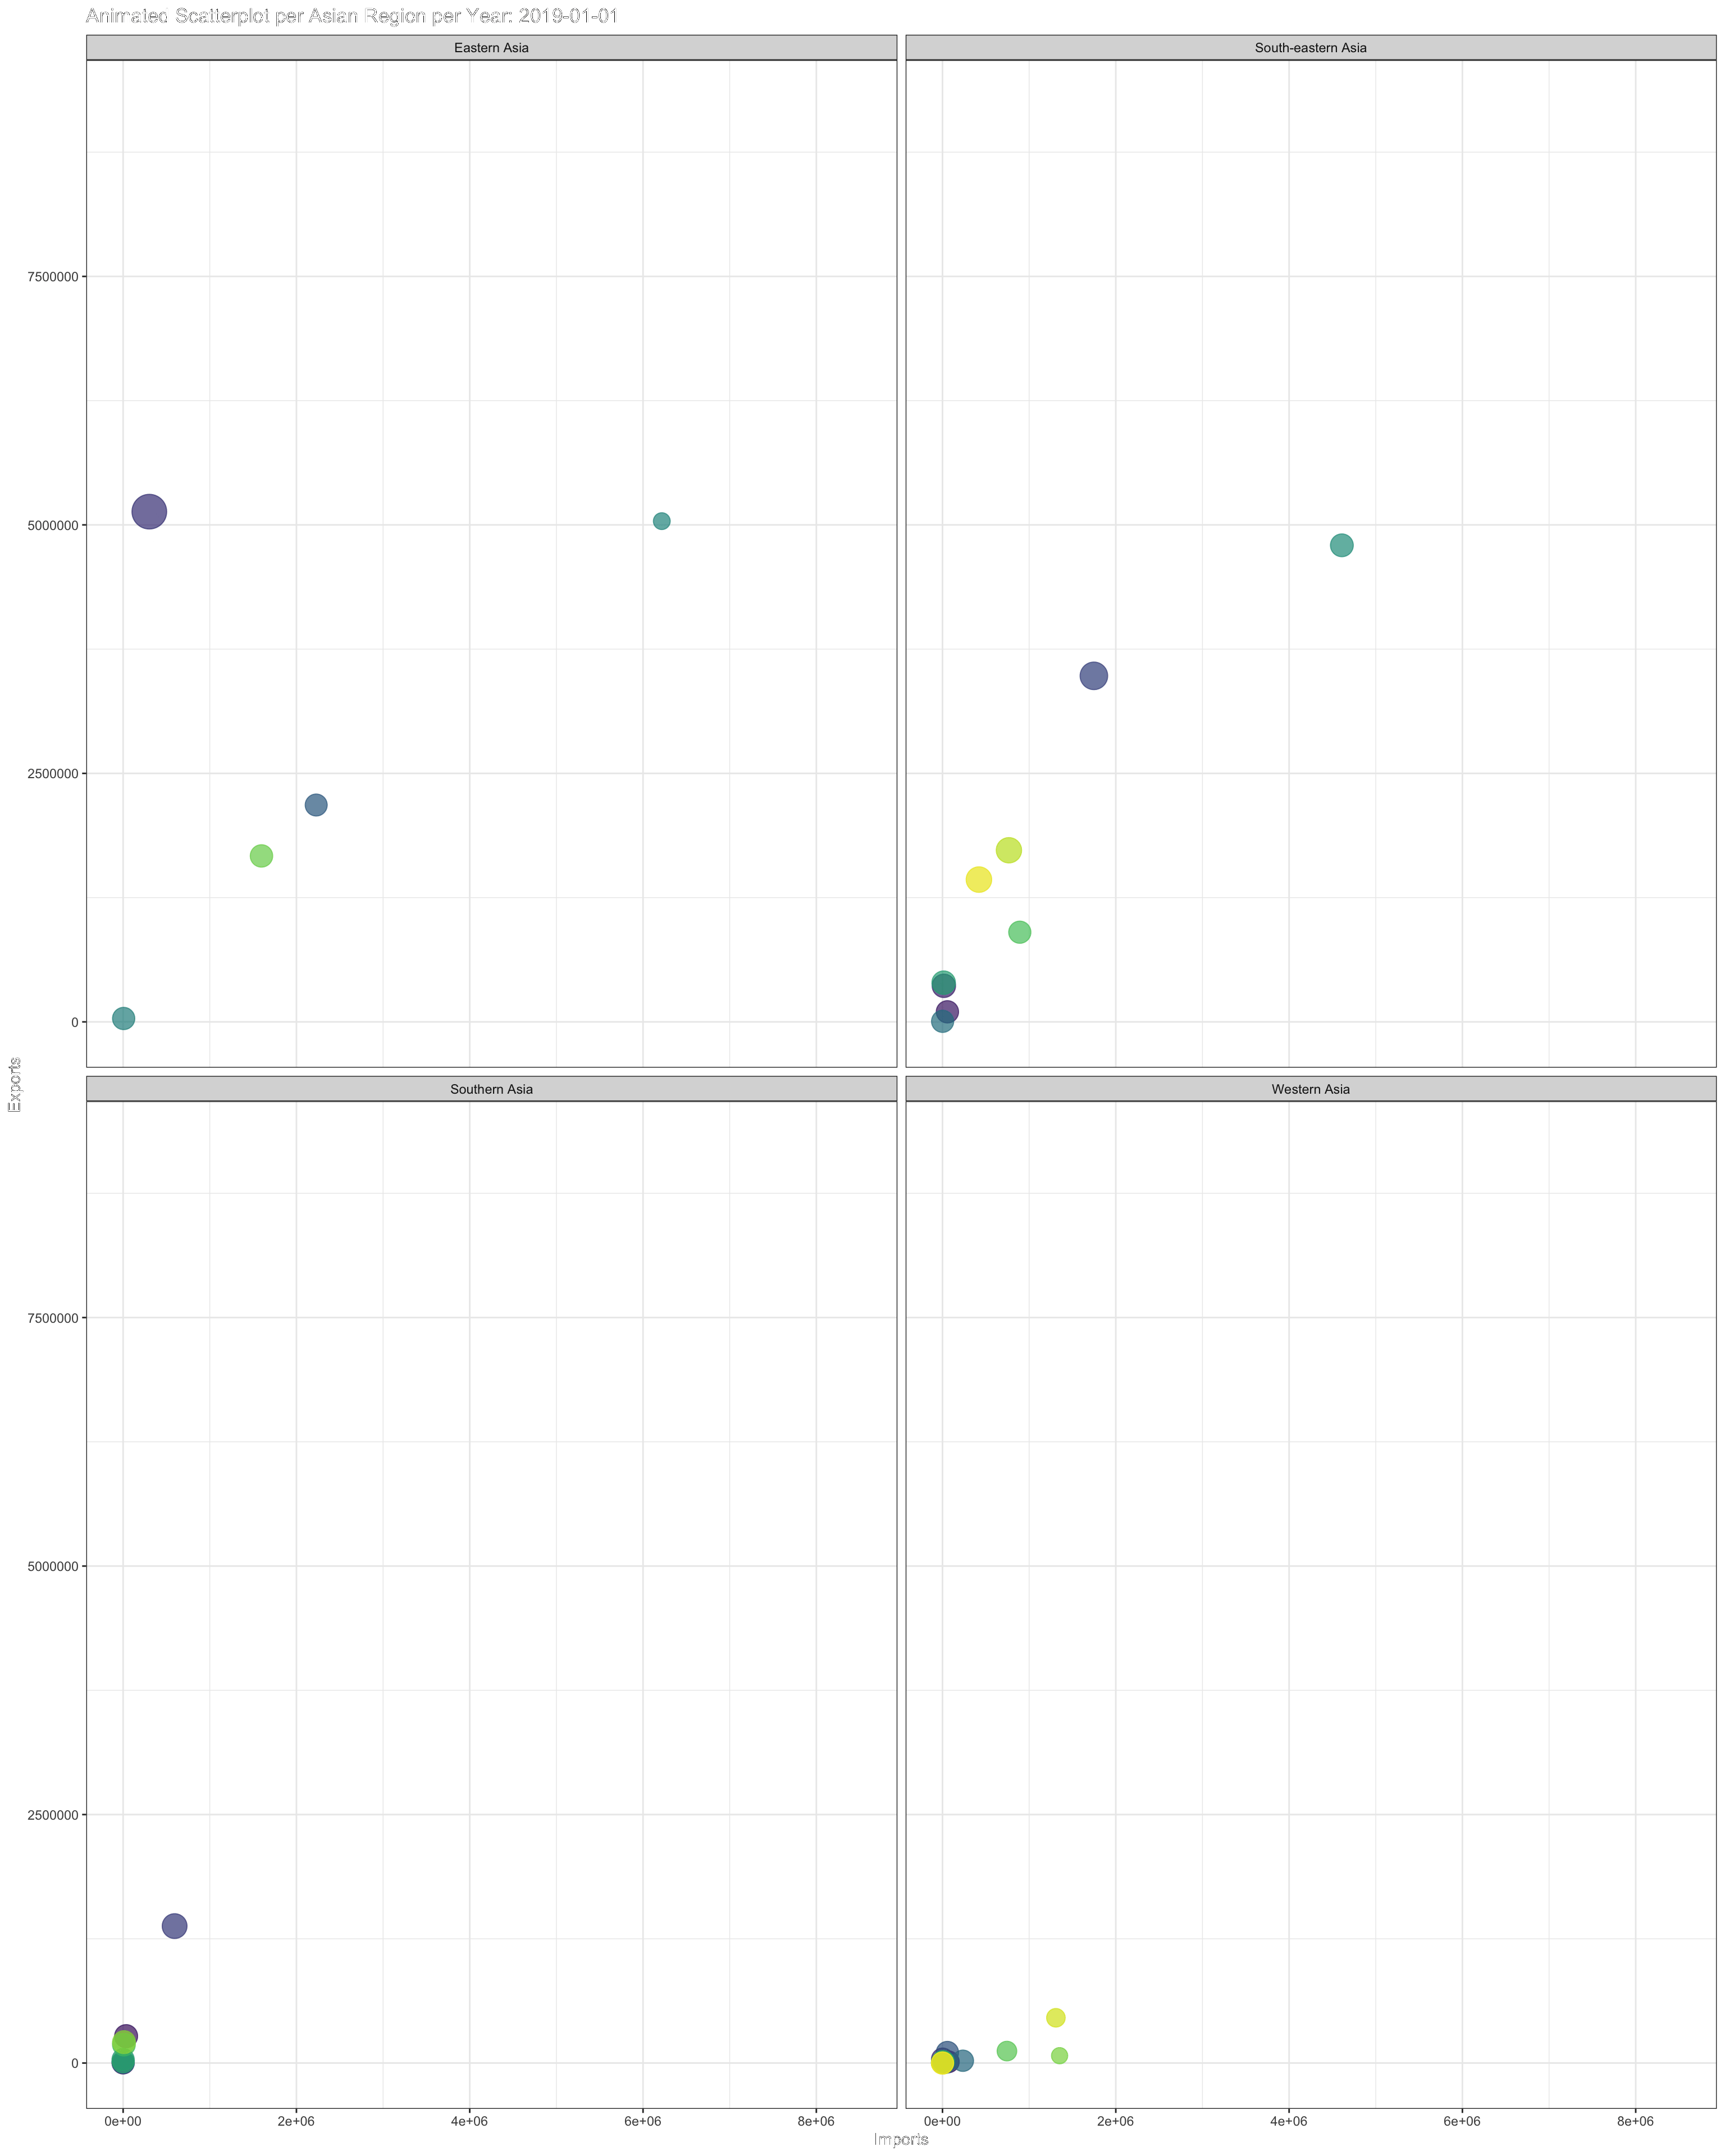 Animated Scatterplot per Asian Region per Year: 2019-01-01
Eastern Asia
South-eastern Asia
7500000
5000000
2500000
0
Exports
Southern Asia
Western Asia
7500000
5000000
2500000
0
0e+00 2e+06 4e+06 6e+06 8e+06
0e+00 2e+06 4e+06 6e+06 8e+06
Imports